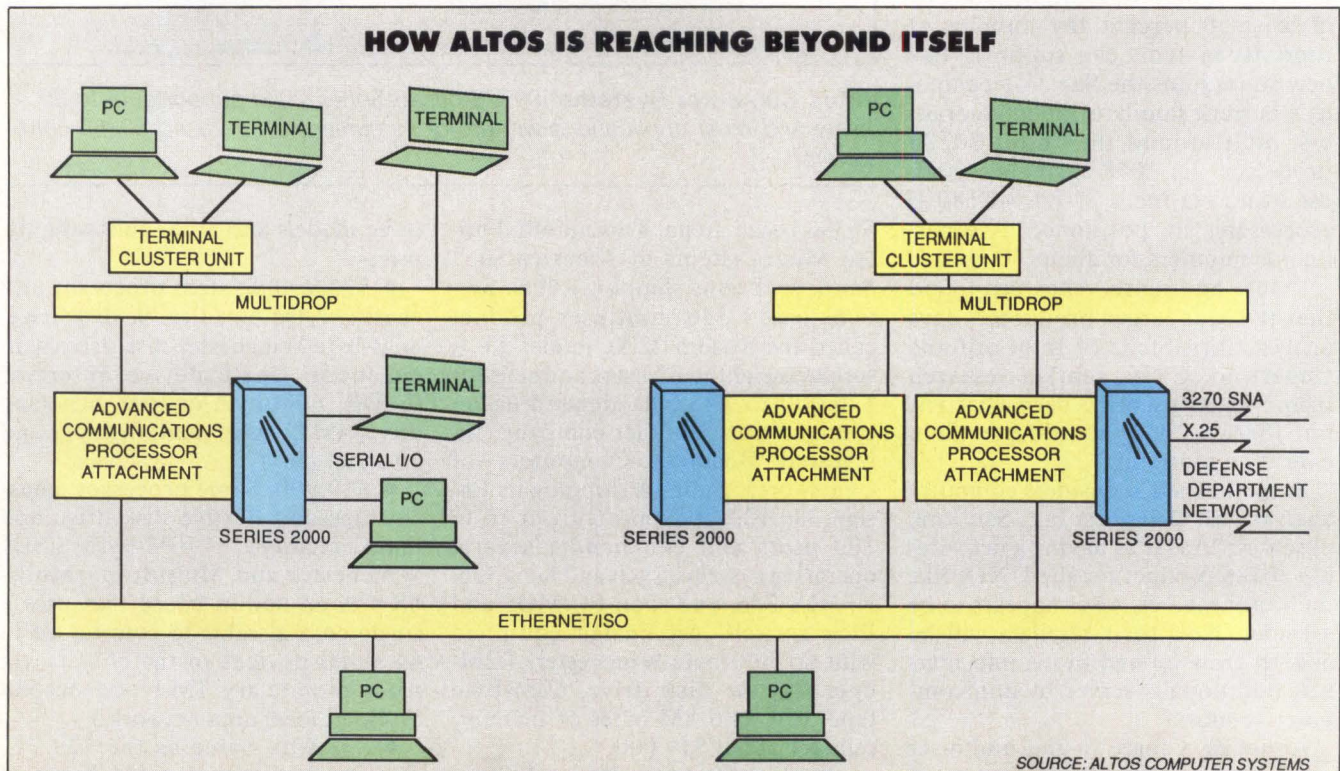 HOW ALTOS IS REACHING BEYOND ITSELF
PC
TERMINAL
TERMINAL
PC
TERMINAL
TERMINAL
CLUSTER UNIT
TERMINAL
CLUSTER UNIT
MULTIDROP
MULTIDROP
ADVANCED
COMMUNICATIONS
PROCESSOR
ATTACHMENT
SERIES 2000
TERMINAL
SERIAL I/O
PC
ADVANCED
COMMUNICATIONS
PROCESSOR
ATTACHMENT
SERIES 2000
ADVANCED
COMMUNICATIONS
PROCESSOR
ATTACHMENT
SERIES 2000
3270 SNA
X.25
DEFENSE
DEPARTMENT
NETWORK
ETHERNET/ISO
PC
PC
SOURCE: ALTOS COMPUTER SYSTEMS